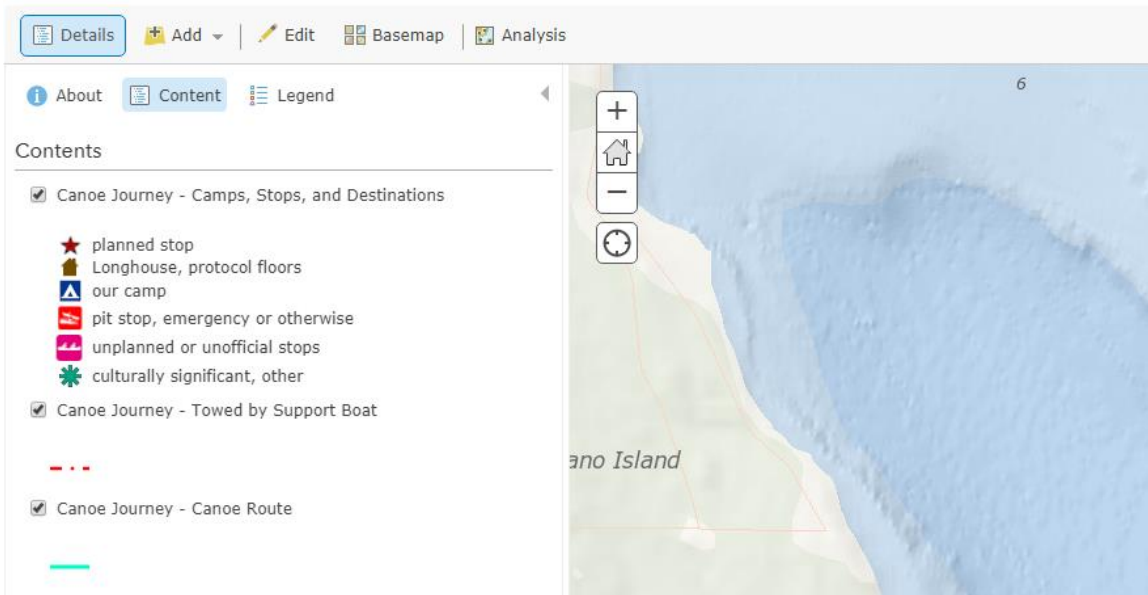 Details Add Edit Basemap Analysis
About Content Legend
Contents
Canoe Journey - Camps, Stops, and Destinations
planned stop
Longhouse, protocol floors
our camp
pit stop, emergency or otherwise
unplanned or unofficial stops
culturally significant, other
Canoe Journey - Towed by Support Boat
Canoe Journey - Canoe Route
6
ano Island